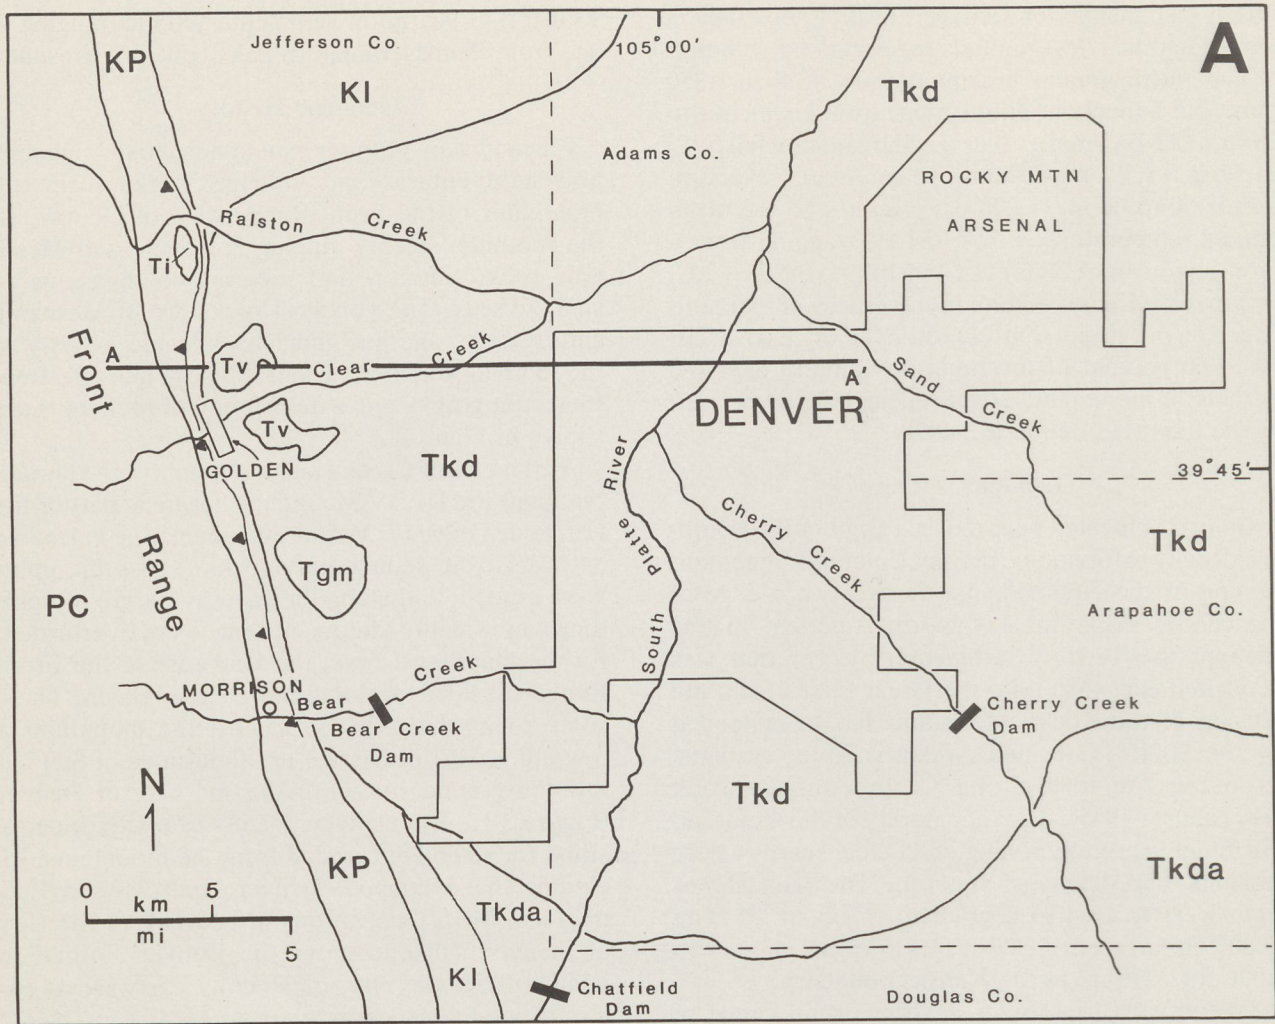 A
105°00'
KP
Jefferson Co.
KI
Tkd
Adams Co.
ROCKY MTN
ARSENAL
Ralston Creek
Ti
Front
Range
A
Tv
Clear Creek
A'
Sand Creek
DENVER
Tv
GOLDEN
Tkd
South Platte River
39°45'
Cherry Creek
Tkd
Tgm
PC
Arapahoe Co.
MORRISON
Bear Creek
Bear Creek
Dam
Cherry Creek
Dam
N
Tkd
KP
Tkda
0 5
km
mi
5
Tkda
KI
Chatfield
Dam
Douglas Co.